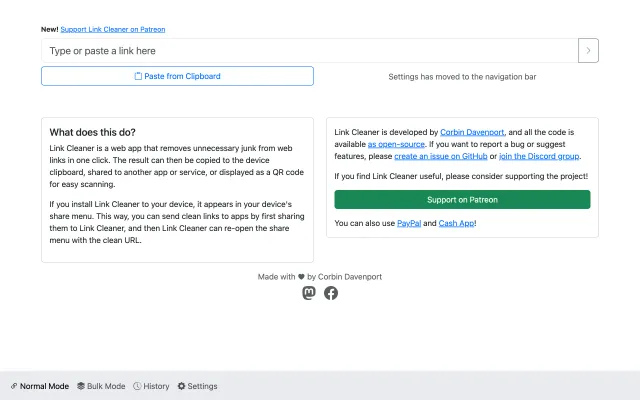 New! Support Link Cleaner on Patreon
Type or paste a link here
Paste from Clipboard
Settings has moved to the navigation bar
What does this do?
Link Cleaner is a web app that removes unnecessary junk from web
links in one click. The result can then be copied to the device
clipboard, shared to another app or service, or displayed as a QR code
for easy scanning.
If you install Link Cleaner to your device, it appears in your device's
share menu. This way, you can send clean links to apps by first sharing
them to Link Cleaner, and then Link Cleaner can re-open the share
menu with the clean URL.
Link Cleaner is developed by Corbin Davenport, and all the code is
available as open-source. If you want to report a bug or suggest
features, please create an issue on GitHub or join the Discord group.
If you find Link Cleaner useful, please consider supporting the project!
Support on Patreon
You can also use PayPal and Cash App!
Made with ♥ by Corbin Davenport
Normal Mode
Bulk Mode
History
Settings